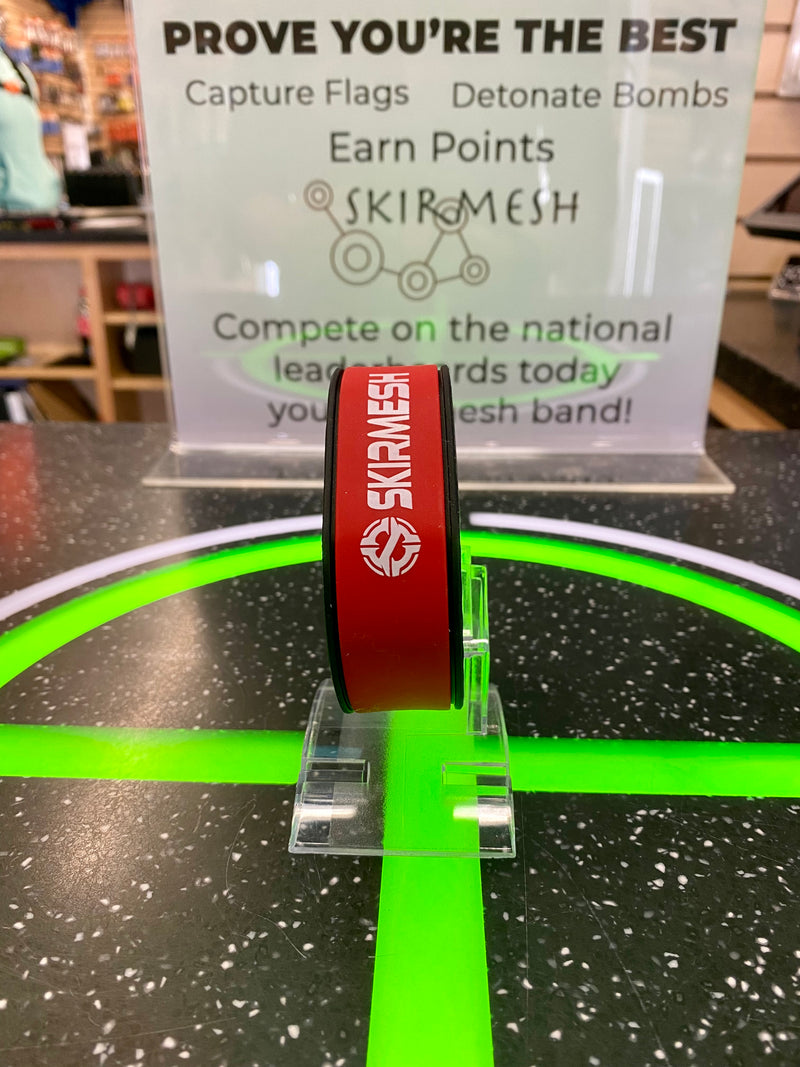 PROVE YOU'RE THE BEST
Capture Flags Detonate Bombs
Earn Points
SKIRMESH
Compete on the national
today
band!
SKIRMESH